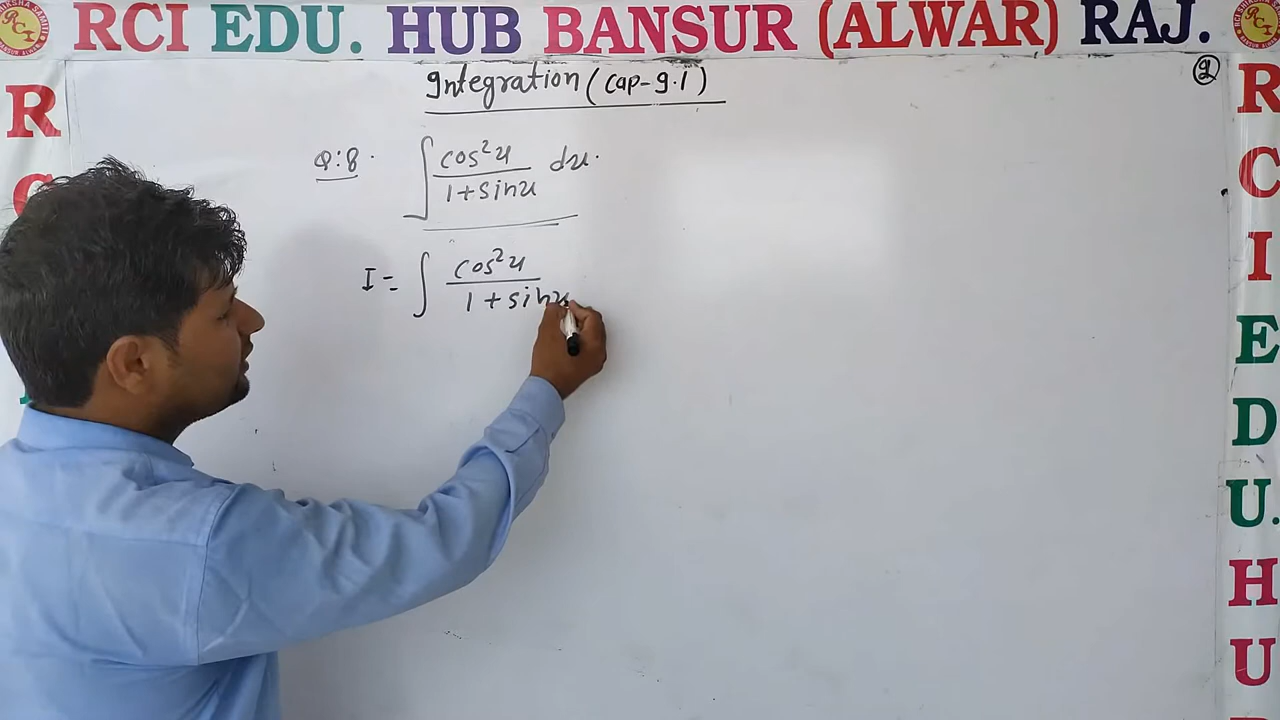 RCI EDU. HUB BANSUR (ALWAR) RAJ.
Integration (Cap-9.1)
2
Q:8. ∫ cos²x / 1+sinx dx.
I = ∫ cos²x / 1+sinx
R
C
R
C
I
E
D
U.
H
U